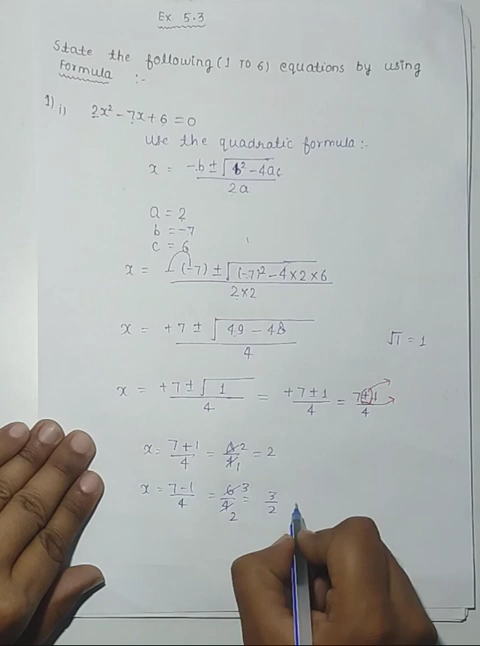 Ex 5.3
State the following (1 TO 6) equations by using
Formula :-
1) i) 2x² - 7x + 6 = 0
Use the quadratic formula :-
x = -b ± √b² - 4ac / 2a
a = 2
b = -7
c = 6
x = -(-7) ± √(-7)² - 4×2×6 / 2×2
x = +7 ± √49 - 48 / 4
√1 = 1
x = +7 ± √1 / 4 = +7 ± 1 / 4 = 7 ± 1 / 4
x = 7+1 / 4 = 8 2 / 4 1 = 2
x = 7-1 / 4 = 6 3 / 4 2 = 3 / 2